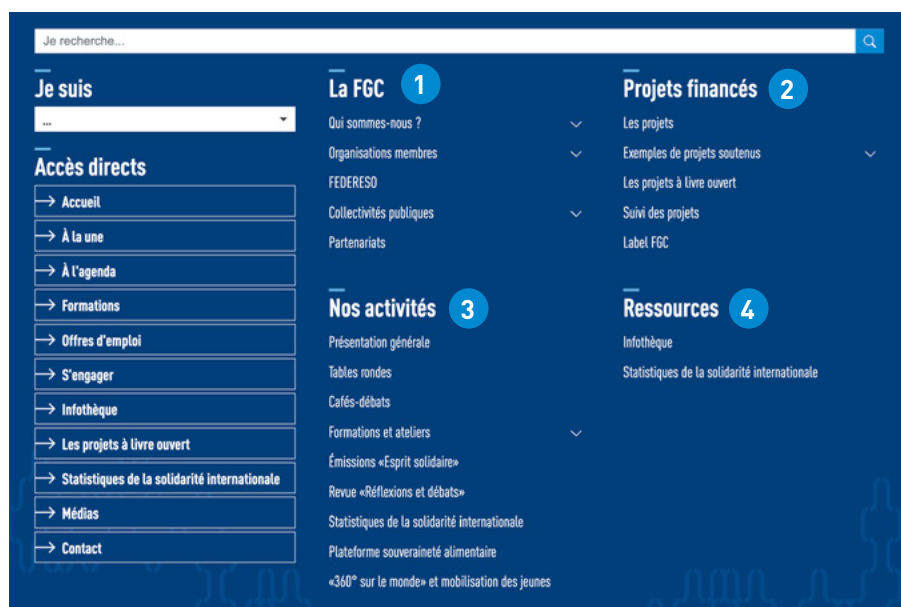 Je recherche...
Je suis
...
Accès directs
Accueil
À la une
À l'agenda
Formations
Offres d'emploi
S'engager
Infothèque
Les projets à livre ouvert
Statistiques de la solidarité internationale
Médias
Contact
La FGC 1
Qui sommes-nous ?
Organisations membres
FEDERESO
Collectivités publiques
Partenariats
Projets financés 2
Les projets
Exemples de projets soutenus
Les projets à livre ouvert
Suivi des projets
Label FGC
Nos activités 3
Présentation générale
Tables rondes
Cafés-débats
Formations et ateliers
Émissions «Esprit solidaire»
Revue «Réflexions et débats»
Statistiques de la solidarité internationale
Plateforme souveraineté alimentaire
«360° sur le monde» et mobilisation des jeunes
Ressources 4
Infothèque
Statistiques de la solidarité internationale